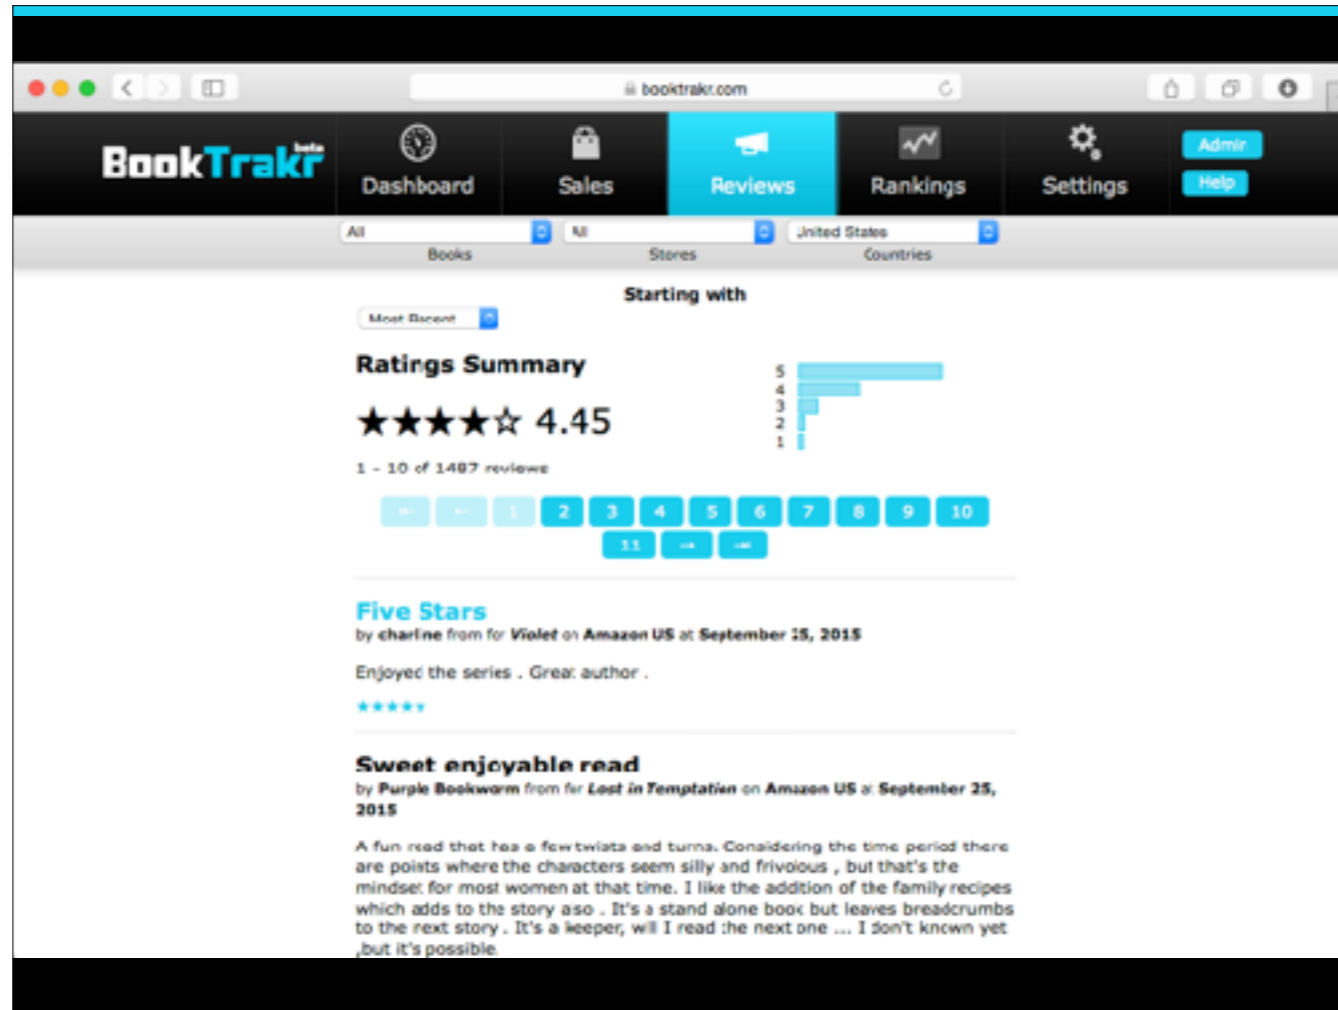 booktrakr.com
BookTrakr beta
Dashboard
Sales
Reviews
Rankings
Settings
Admin
Help
All
All
United States
Books
Stores
Countries
Starting with
Most Recent
Ratings Summary
5
4
3
2
1
★★★★☆ 4.45
1 - 10 of 1487 reviews
1 2 3 4 5 6 7 8 9 10
11
Five Stars
by charline from for Violet on Amazon US at September 25, 2015
Enjoyed the series . Great author .
Sweet enjoyable read
by Purple Bookworm from for Lost in Temptation on Amazon US at September 25,
2015
A fun read that has a few twists and turns. Considering the time period there
are points where the characters seem silly and frivolous , but that's the
mindset for most women at that time. I like the addition of the family recipes
which adds to the story also . It's a stand alone book but leaves breadcrumbs
to the next story . It's a keeper, will I read the next one ... I don't known yet
,but it's possible.